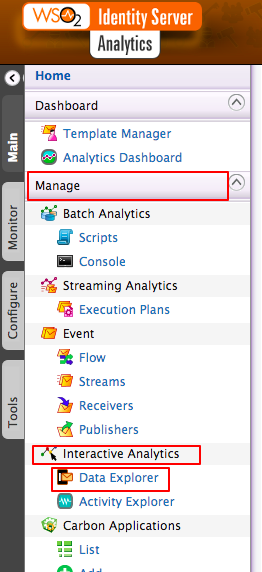 WSO2 Identity Server
Analytics
Home
Dashboard
Template Manager
Analytics Dashboard
Main
Manage
Batch Analytics
Scripts
Monitor
Console
Streaming Analytics
Execution Plans
Configure
Event
Flow
Streams
Tools
Receivers
Publishers
Interactive Analytics
Data Explorer
Activity Explorer
Carbon Applications
List
Add